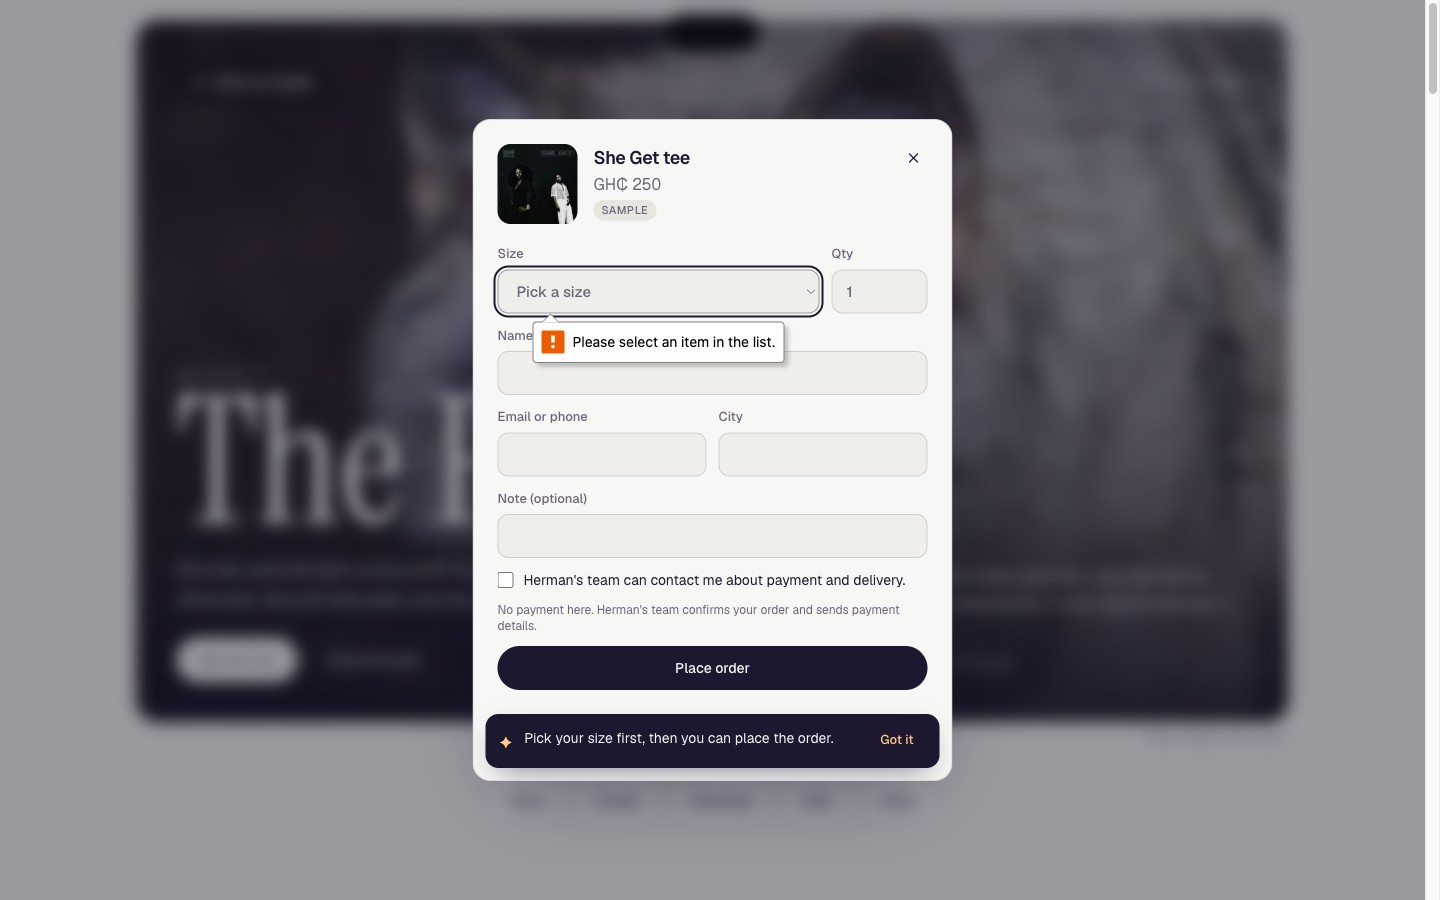 She Get tee
GH₵ 250
SAMPLE
Size
Qty
Pick a size
1
Name
Please select an item in the list.
Email or phone
City
Note (optional)
Herman's team can contact me about payment and delivery.
No payment here. Herman's team confirms your order and sends payment
details.
Place order
Pick your size first, then you can place the order.
Got it
The